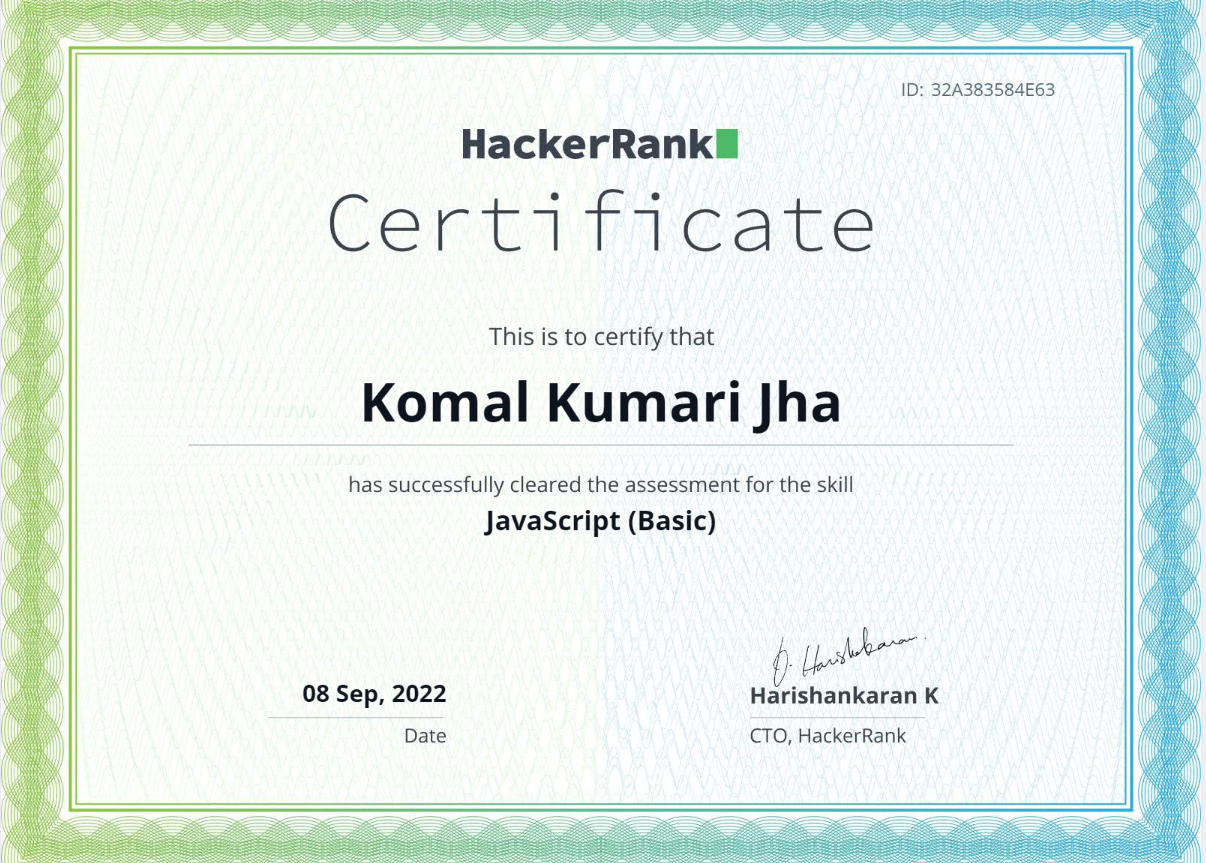 ID: 32A383584E63
HackerRank
Certificate
This is to certify that
Komal Kumari Jha
has successfully cleared the assessment for the skill
JavaScript (Basic)
08 Sep, 2022
Date
Harishankaran K
CTO, HackerRank